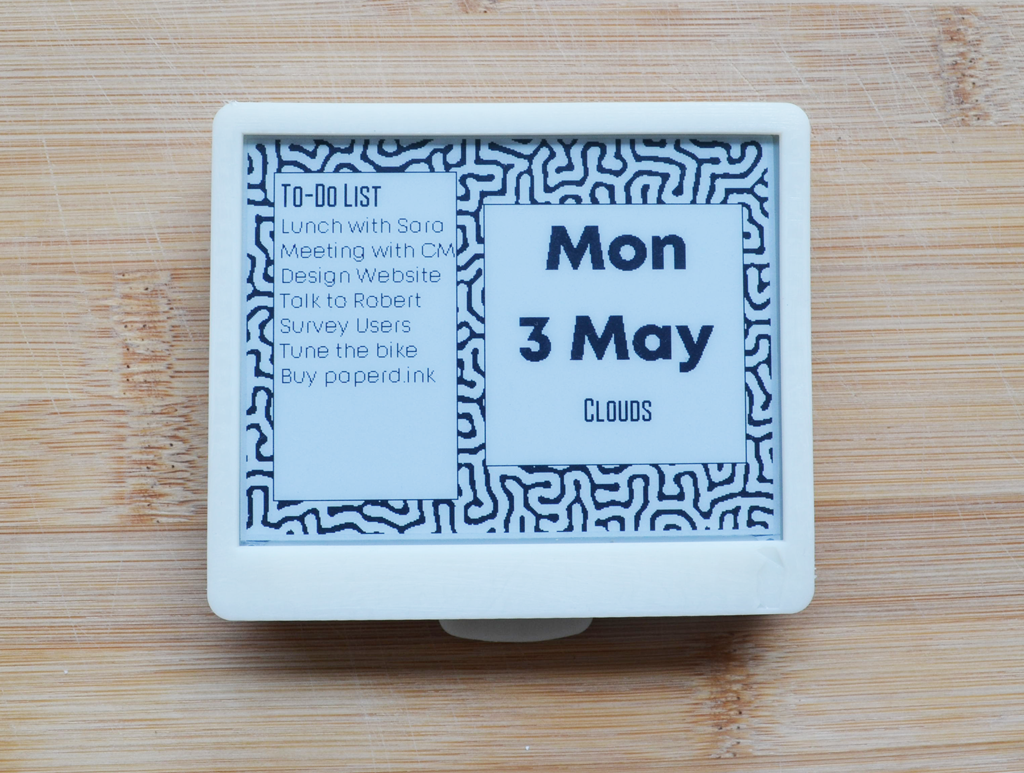 To-Do List
Lunch with Sara
Meeting with CM
Design Website
Talk to Robert
Survey Users
Tune the bike
Buy paperd.ink
Mon
3 May
Clouds